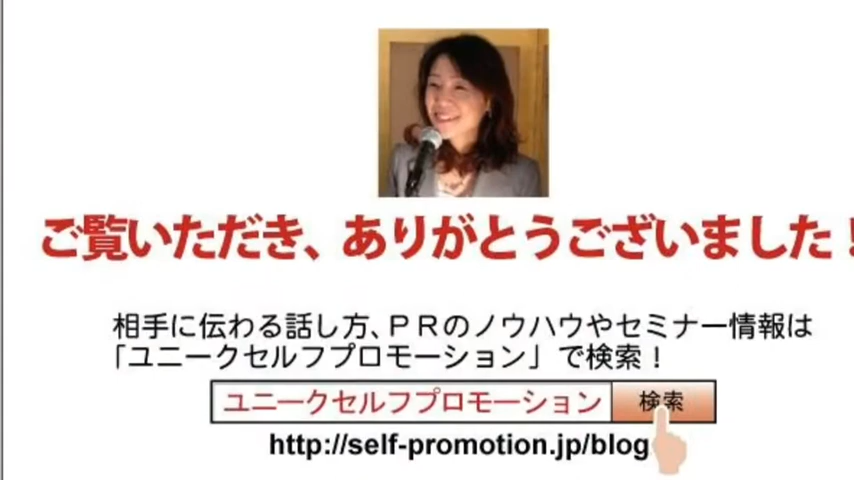 ご覧いただき、ありがとうございました！
相手に伝わる話し方、ＰＲのノウハウやセミナー情報は
「ユニークセルフプロモーション」で検索！
ユニークセルフプロモーション 検索
http://self-promotion.jp/blog